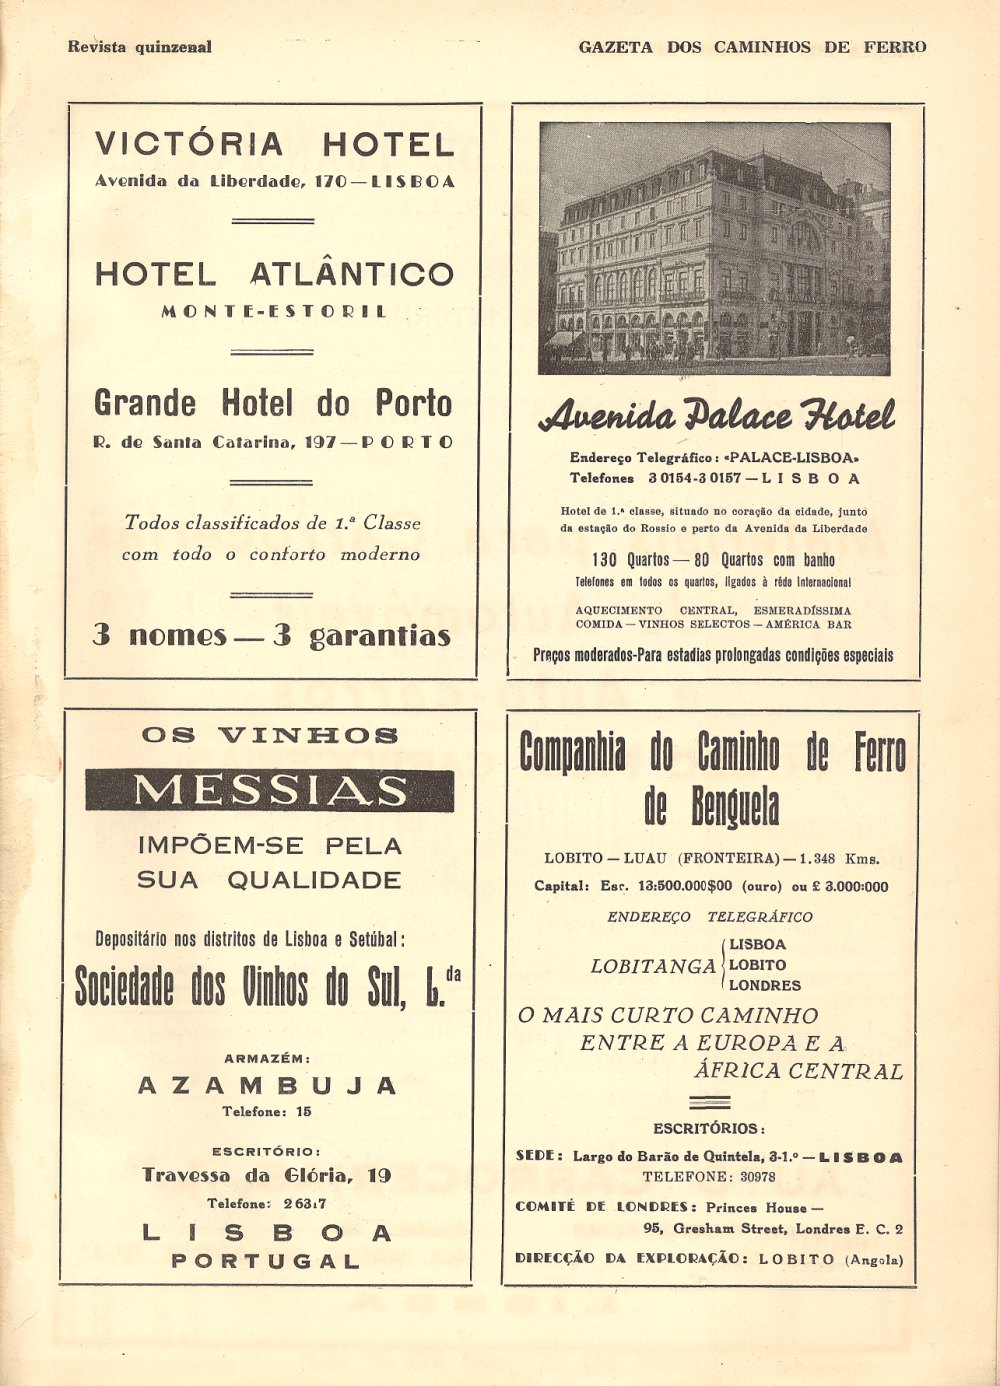 Revista quinzenal
GAZETA DOS CAMINHOS DE FERRO
VICTÓRIA HOTEL
Avenida da Liberdade, 170 — LISBOA
HOTEL ATLÂNTICO
MONTE-ESTORIL
Grande Hotel do Porto
R. de Santa Catarina, 197 — PORTO
Todos classificados de 1.ª Classe
com todo o conforto moderno
3 nomes — 3 garantias
Avenida Palace Hotel
Endereço Telegráfico: «PALACE-LISBOA»
Telefones 3 0154-3 0157 — LISBOA
Hotel de 1.ª classe, situado no coração da cidade, junto
da estação do Rossio e perto da Avenida da Liberdade
130 Quartos — 80 Quartos com banho
Telefones em todos os quartos, ligados à rêde Internacional
AQUECIMENTO CENTRAL, ESMERADÍSSIMA
COMIDA — VINHOS SELECTOS — AMÉRICA BAR
Preços moderados-Para estadias prolongadas condições especiais
OS VINHOS
MESSIAS
IMPÕEM-SE PELA
SUA QUALIDADE
Depositário nos distritos de Lisboa e Setúbal:
Sociedade dos Vinhos do Sul, L.da
ARMAZÉM:
AZAMBUJA
Telefone: 15
ESCRITÓRIO:
Travessa da Glória, 19
Telefone: 2 6317
LISBOA
PORTUGAL
Companhia do Caminho de Ferro
de Benguela
LOBITO — LUAU (FRONTEIRA) — 1.348 Kms.
Capital: Esc. 13:500.000$00 (ouro) ou £ 3.000:000
ENDEREÇO TELEGRÁFICO
LOBITANGA
LISBOA
LOBITO
LONDRES
O MAIS CURTO CAMINHO
ENTRE A EUROPA E A
ÁFRICA CENTRAL
ESCRITÓRIOS:
SEDE: Largo do Barão de Quintela, 3-1.º — LISBOA
TELEFONE: 30978
COMITÉ DE LONDRES: Princes House —
95, Gresham Street, Londres E. C. 2
DIRECÇÃO DA EXPLORAÇÃO: LOBITO (Angola)